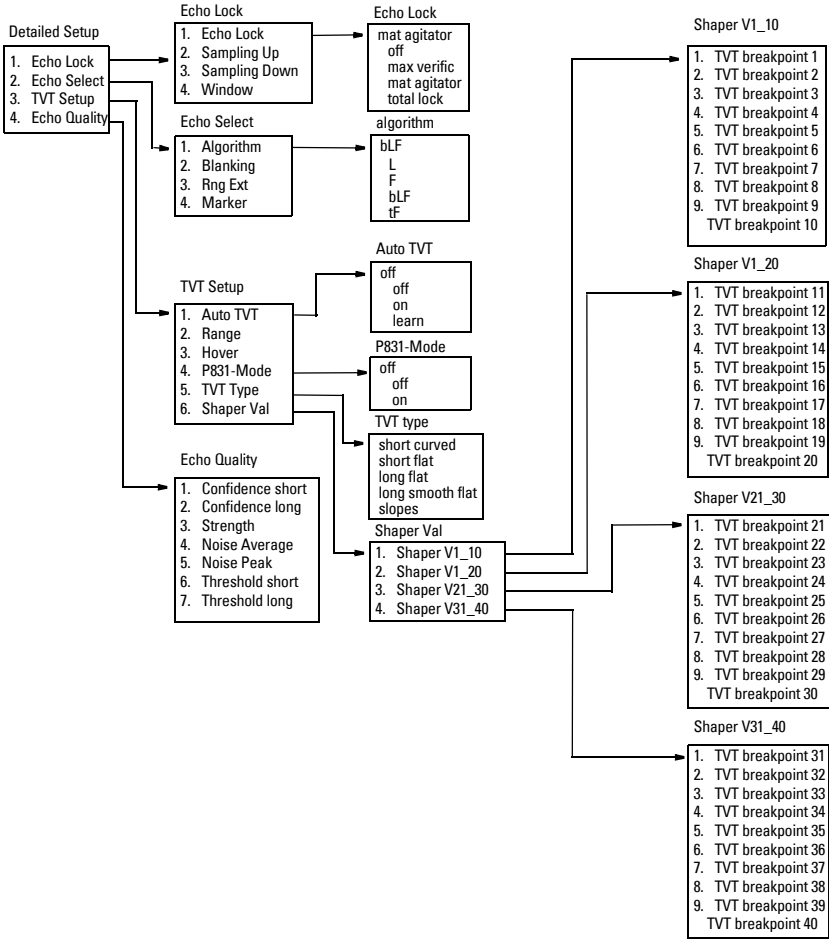 Detailed Setup
1. Echo Lock
2. Echo Select
3. TVT Setup
4. Echo Quality
Echo Lock
1. Echo Lock
2. Sampling Up
3. Sampling Down
4. Window
Echo Lock
mat agitator
off
max verific
mat agitator
total lock
Echo Select
1. Algorithm
2. Blanking
3. Rng Ext
4. Marker
algorithm
bLF
L
F
bLF
tF
TVT Setup
1. Auto TVT
2. Range
3. Hover
4. P831-Mode
5. TVT Type
6. Shaper Val
Auto TVT
off
off
on
learn
P831-Mode
off
off
on
TVT type
short curved
short flat
long flat
long smooth flat
slopes
Echo Quality
1. Confidence short
2. Confidence long
3. Strength
4. Noise Average
5. Noise Peak
6. Threshold short
7. Threshold long
Shaper Val
1. Shaper V1_10
2. Shaper V1_20
3. Shaper V21_30
4. Shaper V31_40
Shaper V1_10
1. TVT breakpoint 1
2. TVT breakpoint 2
3. TVT breakpoint 3
4. TVT breakpoint 4
5. TVT breakpoint 5
6. TVT breakpoint 6
7. TVT breakpoint 7
8. TVT breakpoint 8
9. TVT breakpoint 9
TVT breakpoint 10
Shaper V1_20
1. TVT breakpoint 11
2. TVT breakpoint 12
3. TVT breakpoint 13
4. TVT breakpoint 14
5. TVT breakpoint 15
6. TVT breakpoint 16
7. TVT breakpoint 17
8. TVT breakpoint 18
9. TVT breakpoint 19
TVT breakpoint 20
Shaper V21_30
1. TVT breakpoint 21
2. TVT breakpoint 22
3. TVT breakpoint 23
4. TVT breakpoint 24
5. TVT breakpoint 25
6. TVT breakpoint 26
7. TVT breakpoint 27
8. TVT breakpoint 28
9. TVT breakpoint 29
TVT breakpoint 30
Shaper V31_40
1. TVT breakpoint 31
2. TVT breakpoint 32
3. TVT breakpoint 33
4. TVT breakpoint 34
5. TVT breakpoint 35
6. TVT breakpoint 36
7. TVT breakpoint 37
8. TVT breakpoint 38
9. TVT breakpoint 39
TVT breakpoint 40